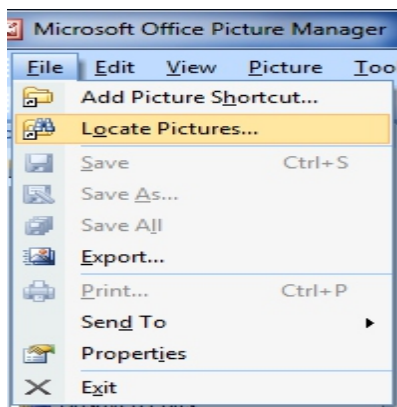 Microsoft Office Picture Manager
File Edit View Picture Too
Add Picture Shortcut...
Locate Pictures...
Save Ctrl+S
Save As...
Save All
Export...
Print... Ctrl+P
Send To
Properties
Exit